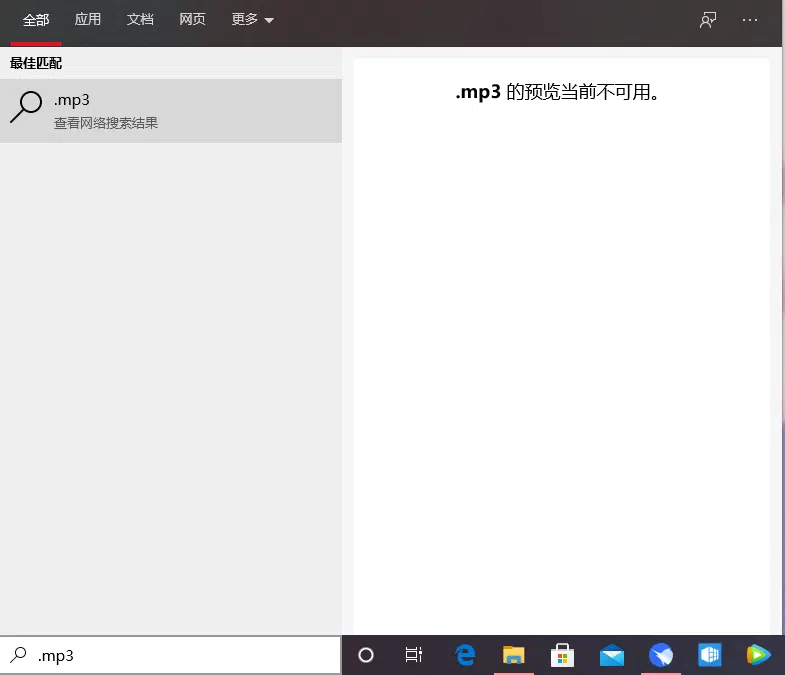 全部 应用 文档 网页 更多
最佳匹配
.mp3
查看网络搜索结果
.mp3 的预览当前不可用。
.mp3